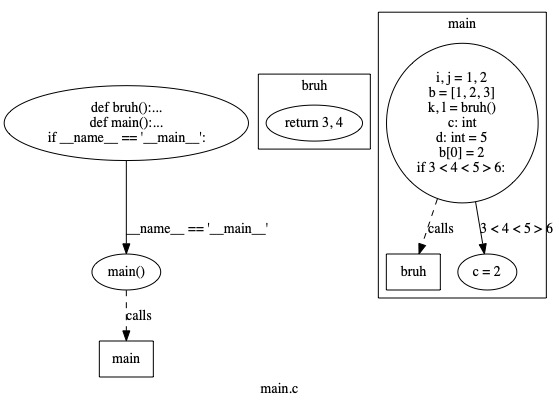 def bruh():...
def main():...
if __name__ == '__main__':
__name__ == '__main__'
main()
calls
main
bruh
return 3, 4
main
i, j = 1, 2
b = [1, 2, 3]
k, l = bruh()
c: int
d: int = 5
b[0] = 2
if 3 < 4 < 5 > 6:
calls
3 < 4 < 5 > 6
bruh
c = 2
main.c